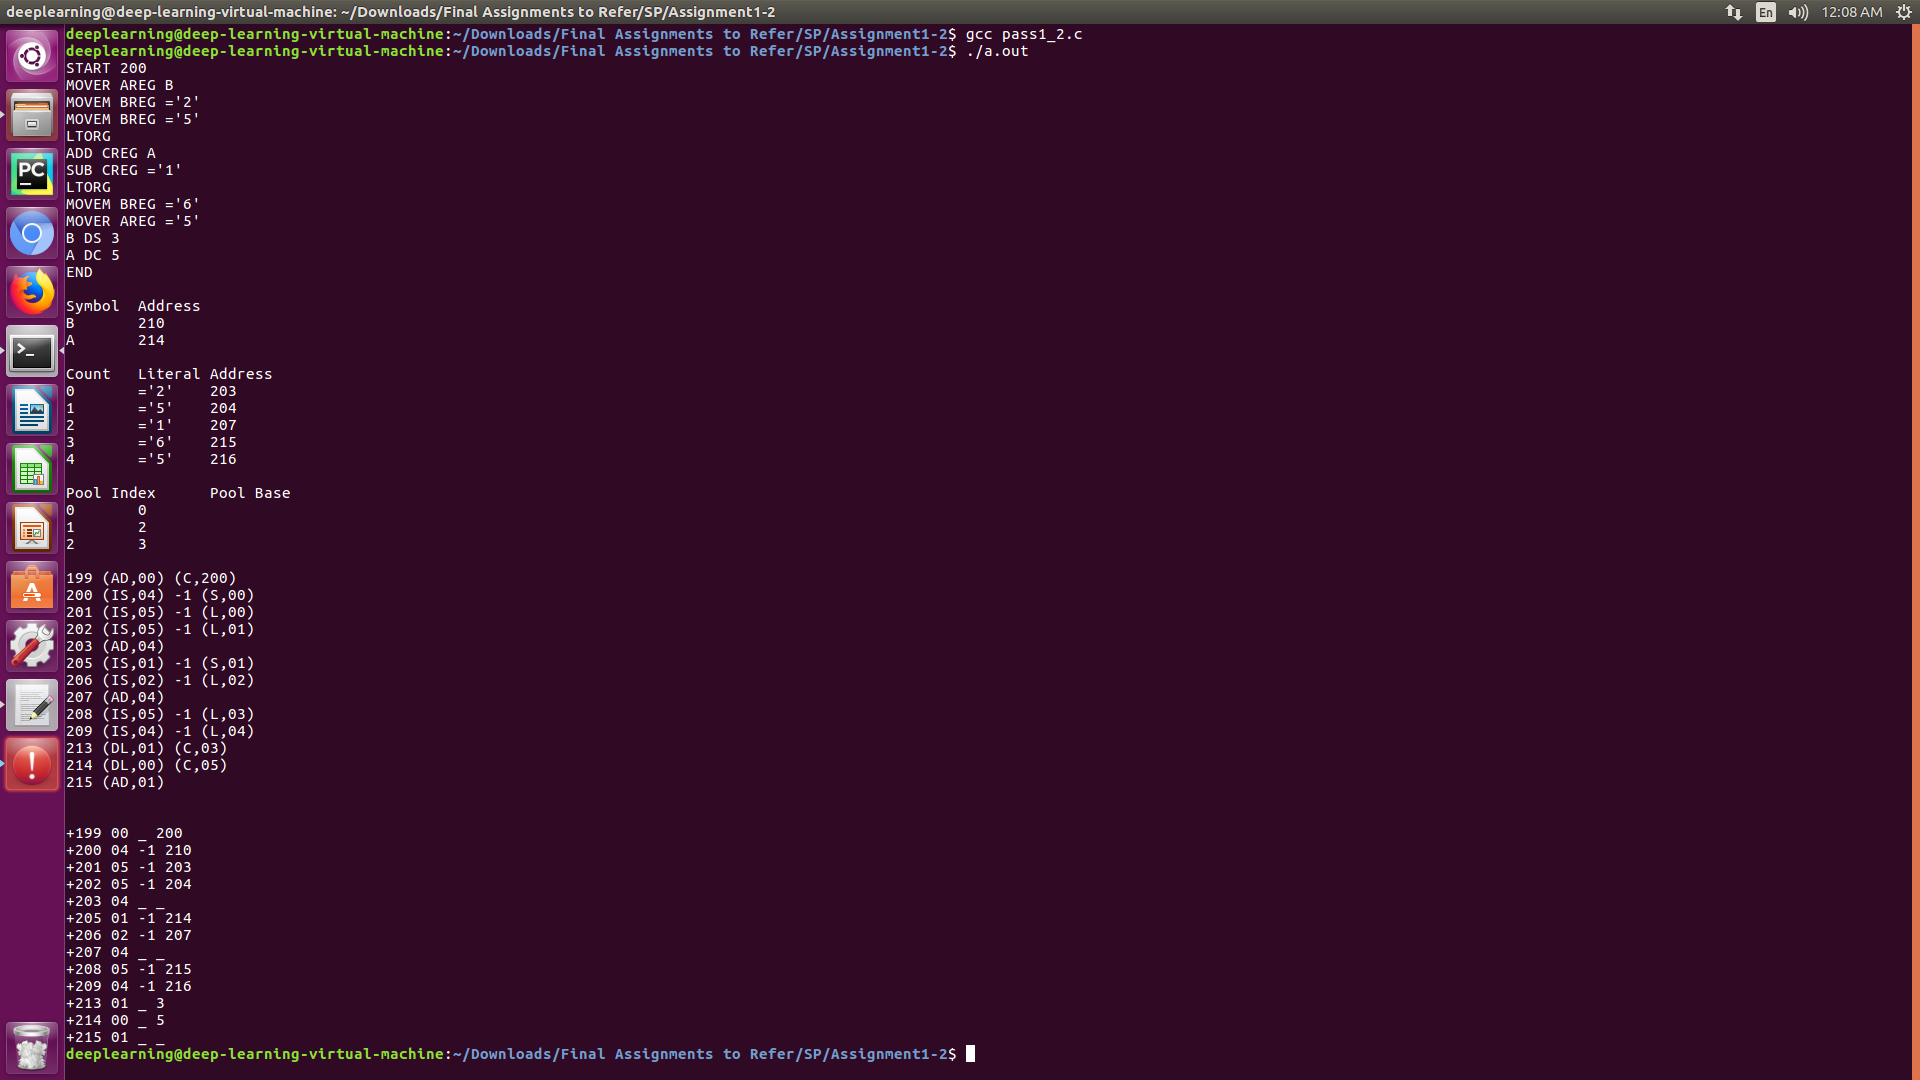 deeplearning@deep-learning-virtual-machine: ~/Downloads/Final Assignments to Refer/SP/Assignment1-2
En
12:08 AM
deeplearning@deep-learning-virtual-machine:~/Downloads/Final Assignments to Refer/SP/Assignment1-2$ gcc pass1_2.c
deeplearning@deep-learning-virtual-machine:~/Downloads/Final Assignments to Refer/SP/Assignment1-2$ ./a.out
START 200
MOVER AREG B
MOVEM BREG ='2'
MOVEM BREG ='5'
LTORG
ADD CREG A
SUB CREG ='1'
LTORG
MOVEM BREG ='6'
MOVER AREG ='5'
B DS 3
A DC 5
END
Symbol  Address
B       210
A       214
Count   Literal Address
0       ='2'    203
1       ='5'    204
2       ='1'    207
3       ='6'    215
4       ='5'    216
Pool Index      Pool Base
0       0
1       2
2       3
199 (AD,00) (C,200)
200 (IS,04) -1 (S,00)
201 (IS,05) -1 (L,00)
202 (IS,05) -1 (L,01)
203 (AD,04)
205 (IS,01) -1 (S,01)
206 (IS,02) -1 (L,02)
207 (AD,04)
208 (IS,05) -1 (L,03)
209 (IS,04) -1 (L,04)
213 (DL,01) (C,03)
214 (DL,00) (C,05)
215 (AD,01)
+199 00 _ 200
+200 04 -1 210
+201 05 -1 203
+202 05 -1 204
+203 04 _ _
+205 01 -1 214
+206 02 -1 207
+207 04 _ _
+208 05 -1 215
+209 04 -1 216
+213 01 _ 3
+214 00 _ 5
+215 01 _ _
deeplearning@deep-learning-virtual-machine:~/Downloads/Final Assignments to Refer/SP/Assignment1-2$
PC